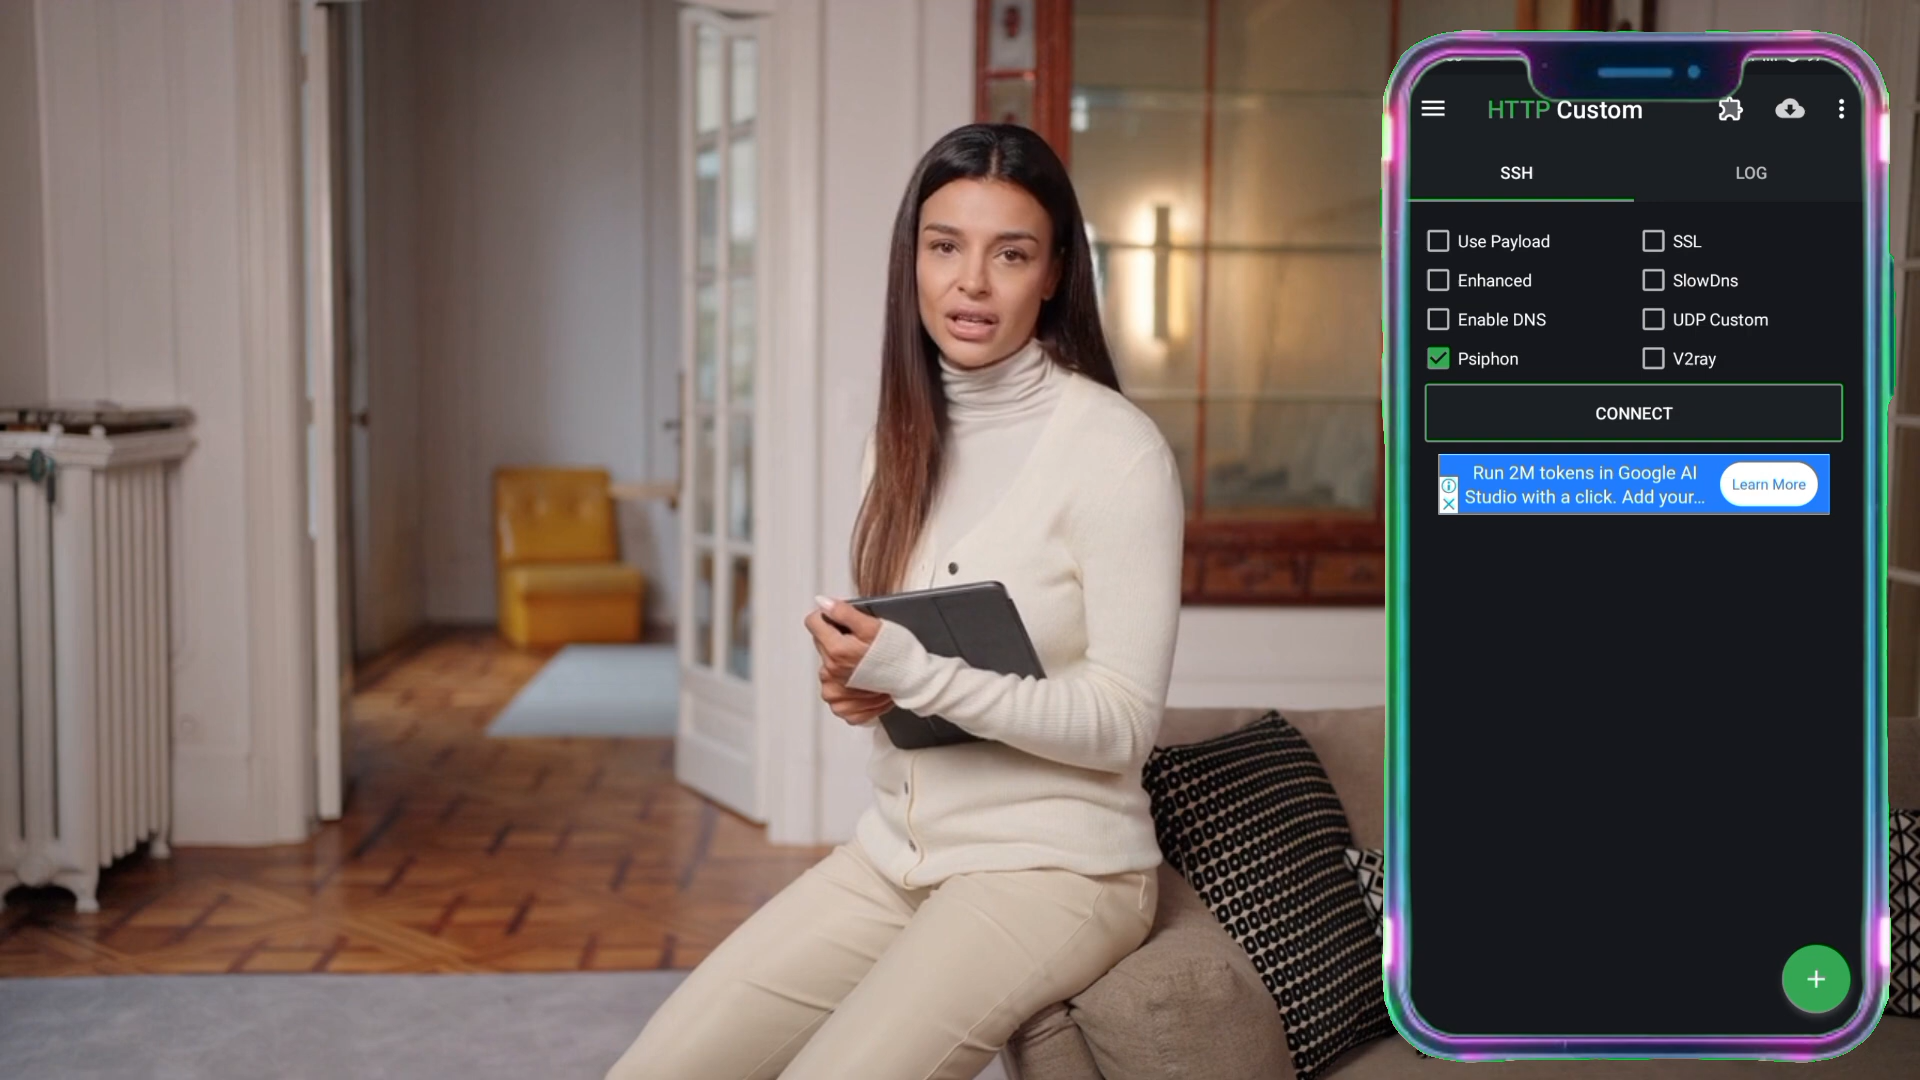 HTTP Custom
SSH
LOG
Use Payload
SSL
Enhanced
SlowDns
Enable DNS
UDP Custom
Psiphon
V2ray
CONNECT
Run 2M tokens in Google AI
Studio with a click. Add your...
Learn More